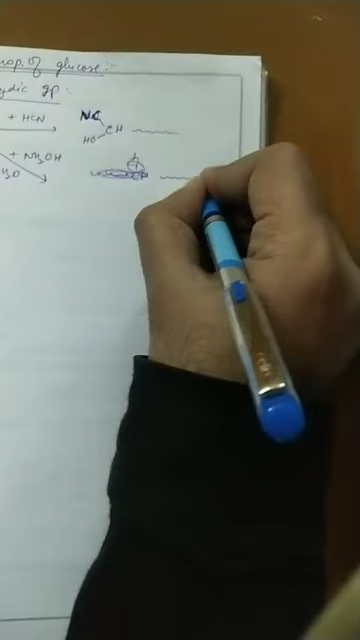 rop. of glucose :-
ydic gp :
+ HCN NC
CH
HO
+ NH₂OH